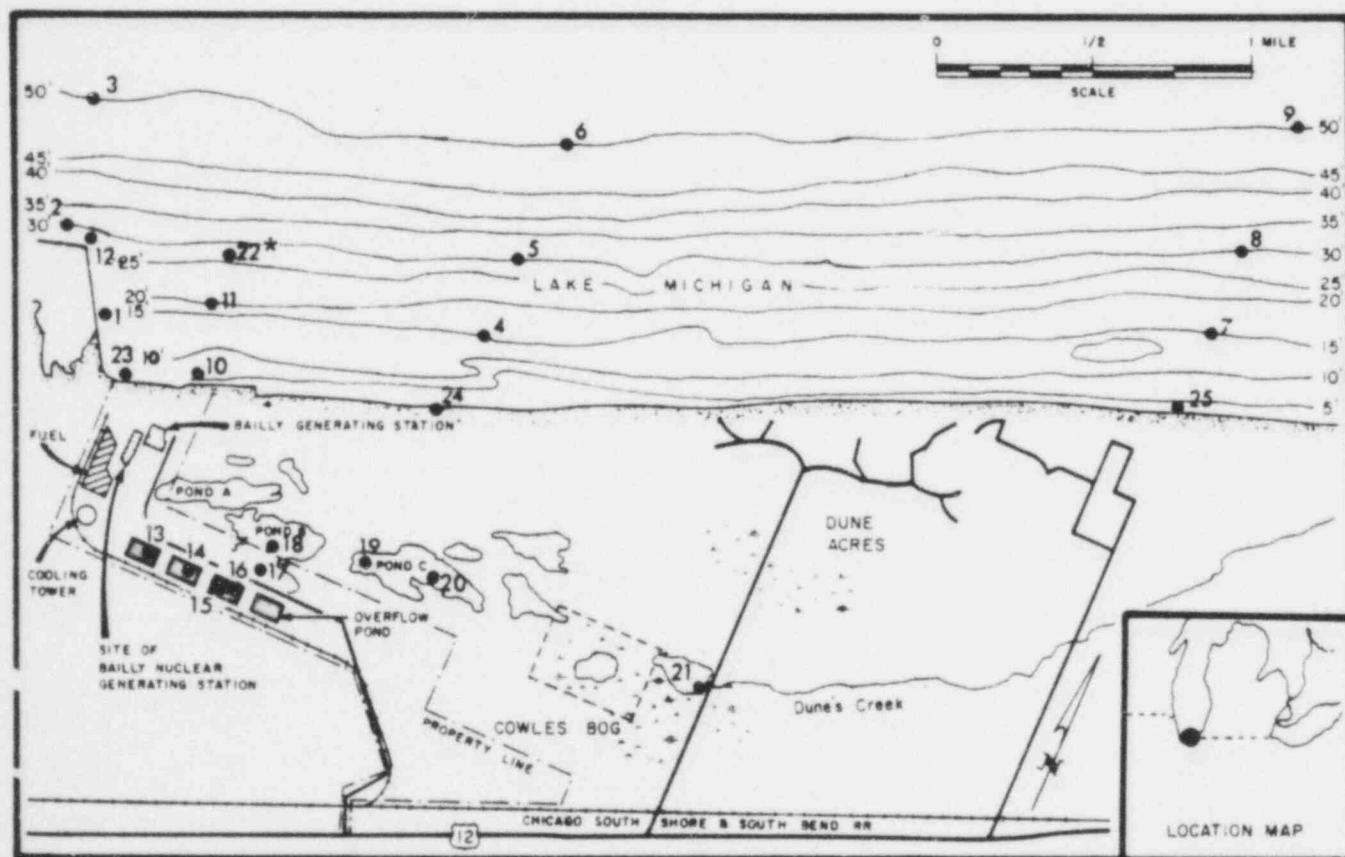 0 1/2 1 MILE
SCALE
50' 3 6 9 50'
45' 45'
40' 40'
35' 35'
2
30' 30'
12 25' 22* 5 8 25
LAKE MICHIGAN
20' 11 20'
1 15' 4 7 15'
23 10' 10 10'
24 25 5'
BAILLY GENERATING STATION
FUEL
POND A
POND B
13 18 19
14 POND C
16 17 20
COOLING
TOWER
15
OVERFLOW
POND
SITE OF
BAILLY NUCLEAR
GENERATING STATION
DUNE
ACRES
21
Dune's Creek
COWLES BOG
PROPERTY
LINE
N
CHICAGO SOUTH SHORE & SOUTH BEND RR
12
LOCATION MAP